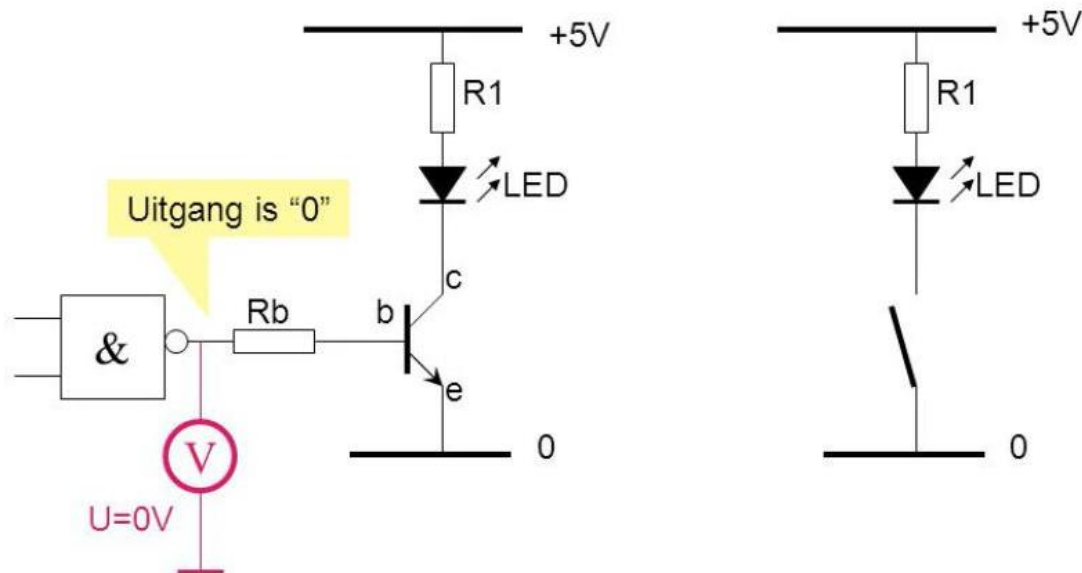 +5V
R1
LED
Uitgang is “0”
c
Rb
b
&
e
V
0
U=0V
+5V
R1
LED
0